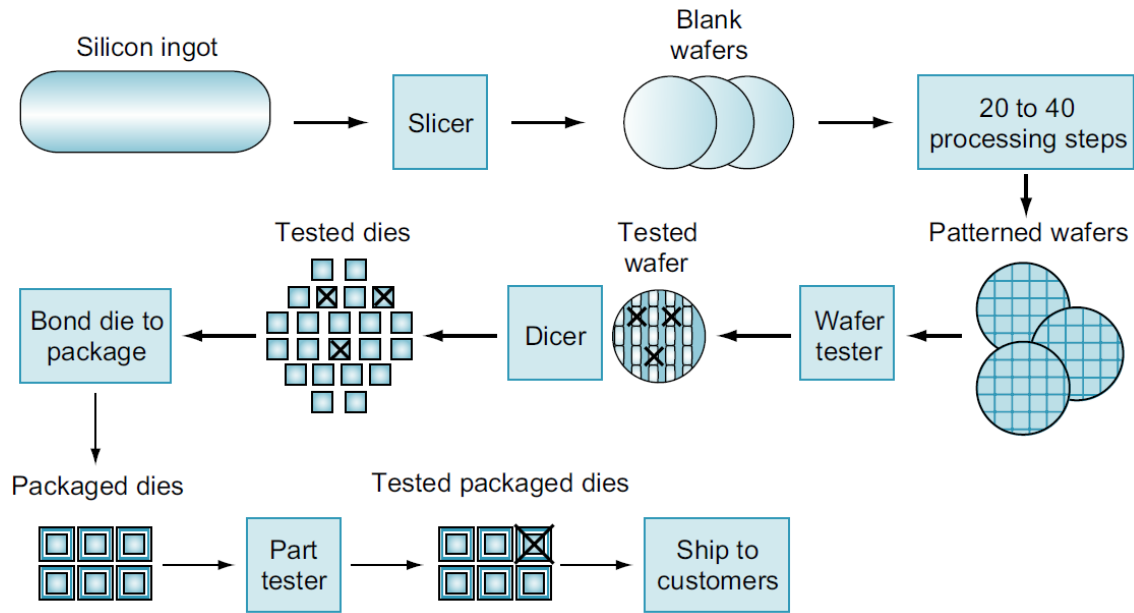 Silicon ingot
Slicer
Blank
wafers
20 to 40
processing steps
Patterned wafers
Wafer
tester
Tested
wafer
Dicer
Tested dies
Bond die to
package
Packaged dies
Part
tester
Tested packaged dies
Ship to
customers